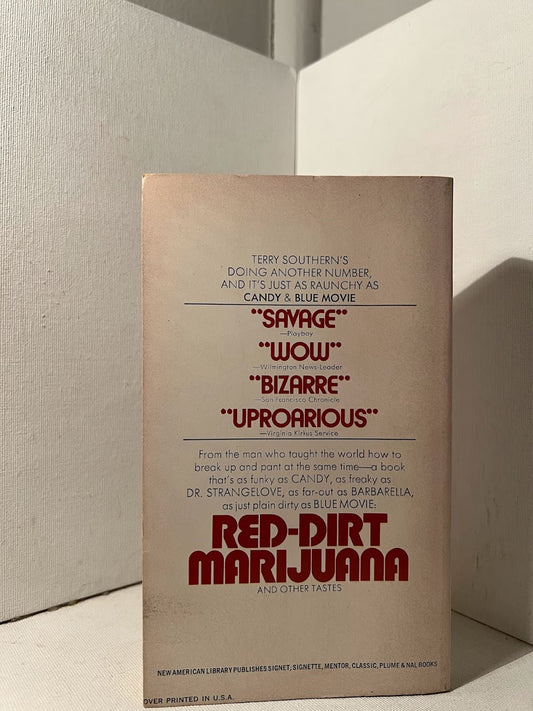 TERRY SOUTHERN'S
DOING ANOTHER NUMBER,
AND IT'S JUST AS RAUNCHY AS
CANDY & BLUE MOVIE
"SAVAGE"
—Playboy
"WOW"
—Wilmington News-Leader
"BIZARRE"
—San Francisco Chronicle
"UPROARIOUS"
—Virginia Kirkus Service
From the man who taught the world how to
break up and pant at the same time—a book
that's as funky as CANDY, as freaky as
DR. STRANGELOVE, as far-out as BARBARELLA,
as just plain dirty as BLUE MOVIE:
RED-DIRT
MARIJUANA
AND OTHER TASTES
NEW AMERICAN LIBRARY PUBLISHES SIGNET, SIGNETTE, MENTOR, CLASSIC, PLUME & NAL BOOKS
OVER PRINTED IN U.S.A.